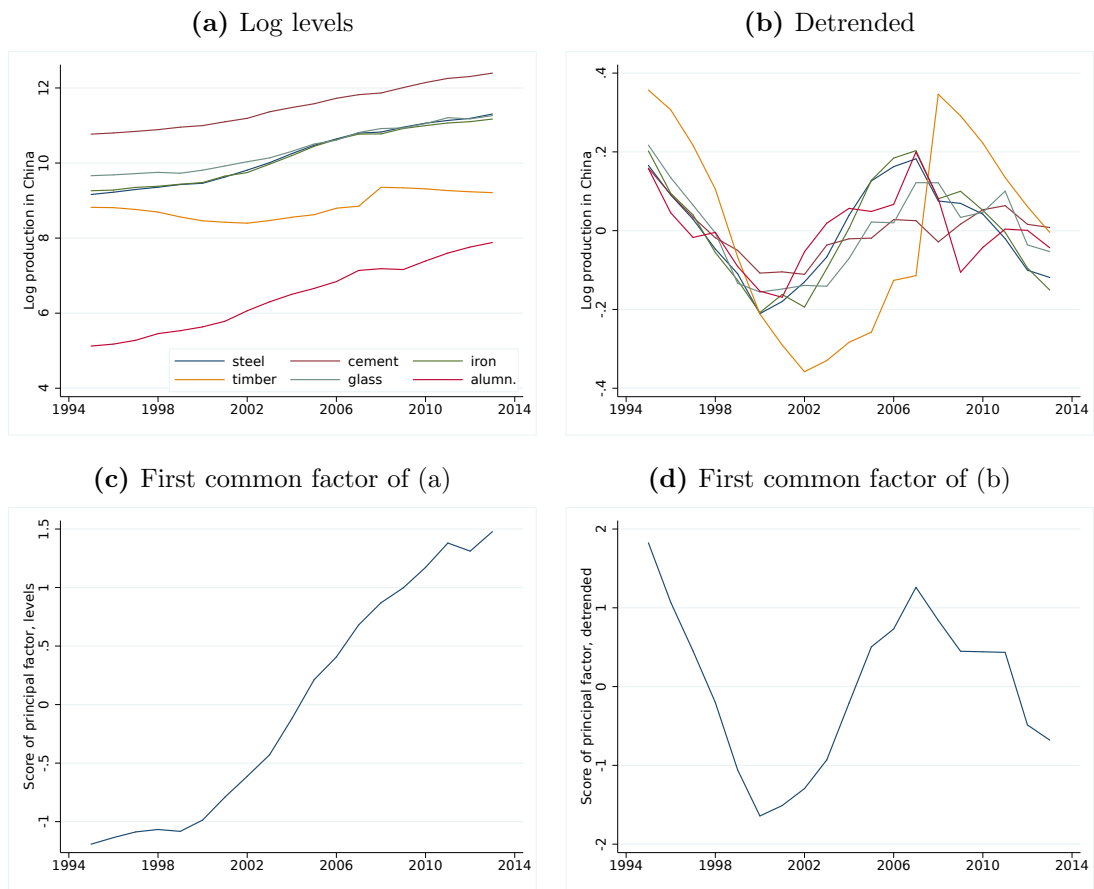 (a) Log levels
Log production in China
12
10
8
6
4
steel
cement
iron
timber
glass
alumn.
1994 1998 2002 2006 2010 2014
(b) Detrended
Log production in China
.4
.2
0
-.2
-.4
1994 1998 2002 2006 2010 2014
(c) First common factor of (a)
Score of principal factor, levels
1.5
1
.5
0
-.5
-1
1994 1998 2002 2006 2010 2014
(d) First common factor of (b)
Score of principal factor, detrended
2
1
0
-1
-2
1994 1998 2002 2006 2010 2014